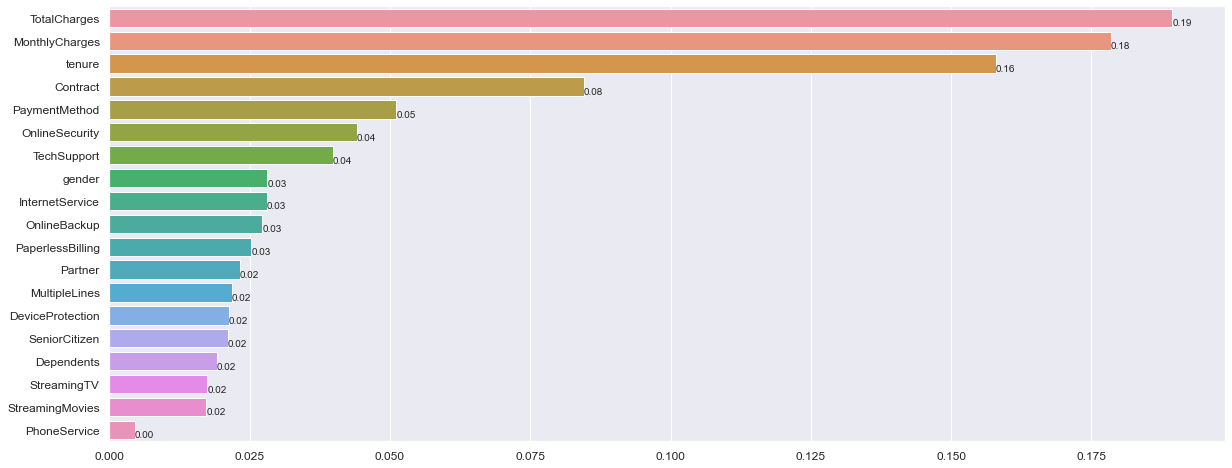 TotalCharges 0.19
MonthlyCharges 0.18
tenure 0.16
Contract 0.08
PaymentMethod 0.05
OnlineSecurity 0.04
TechSupport 0.04
gender 0.03
InternetService 0.03
OnlineBackup 0.03
PaperlessBilling 0.03
Partner 0.02
MultipleLines 0.02
DeviceProtection 0.02
SeniorCitizen 0.02
Dependents 0.02
StreamingTV 0.02
StreamingMovies 0.02
PhoneService 0.00
0.000 0.025 0.050 0.075 0.100 0.125 0.150 0.175